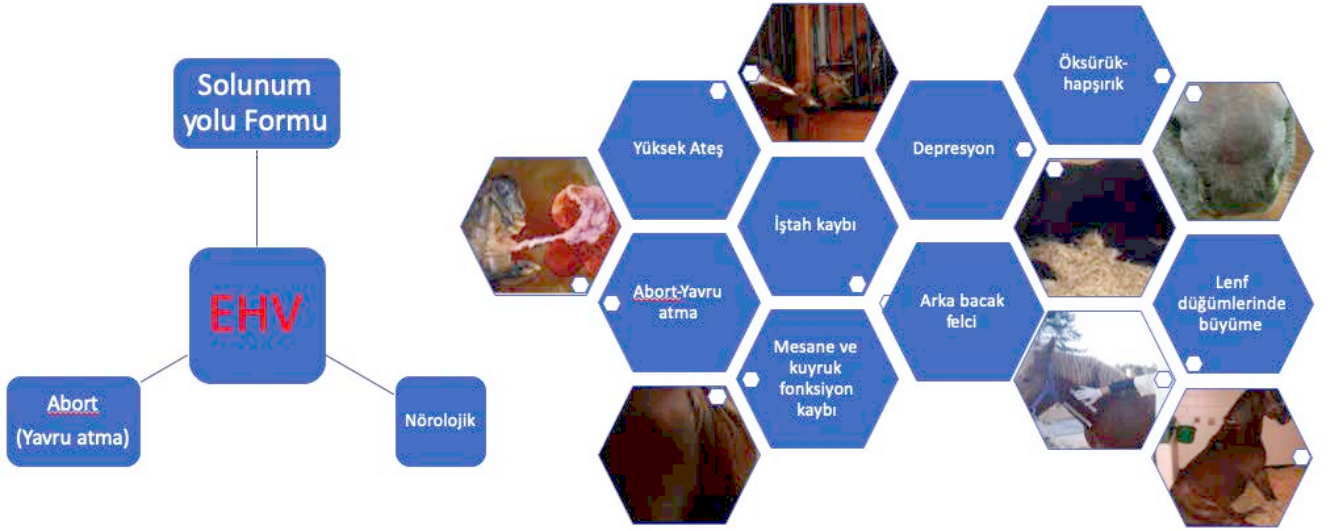 Solunum
yolu Formu
EHV
Abort
(Yavru atma)
Nörolojik
Yüksek Ateş
Depresyon
Öksürük-
hapşırık
İştah kaybı
Abort-Yavru
atma
Arka bacak
felci
Lenf
düğümlerinde
büyüme
Mesane ve
kuyruk
fonksiyon
kaybı